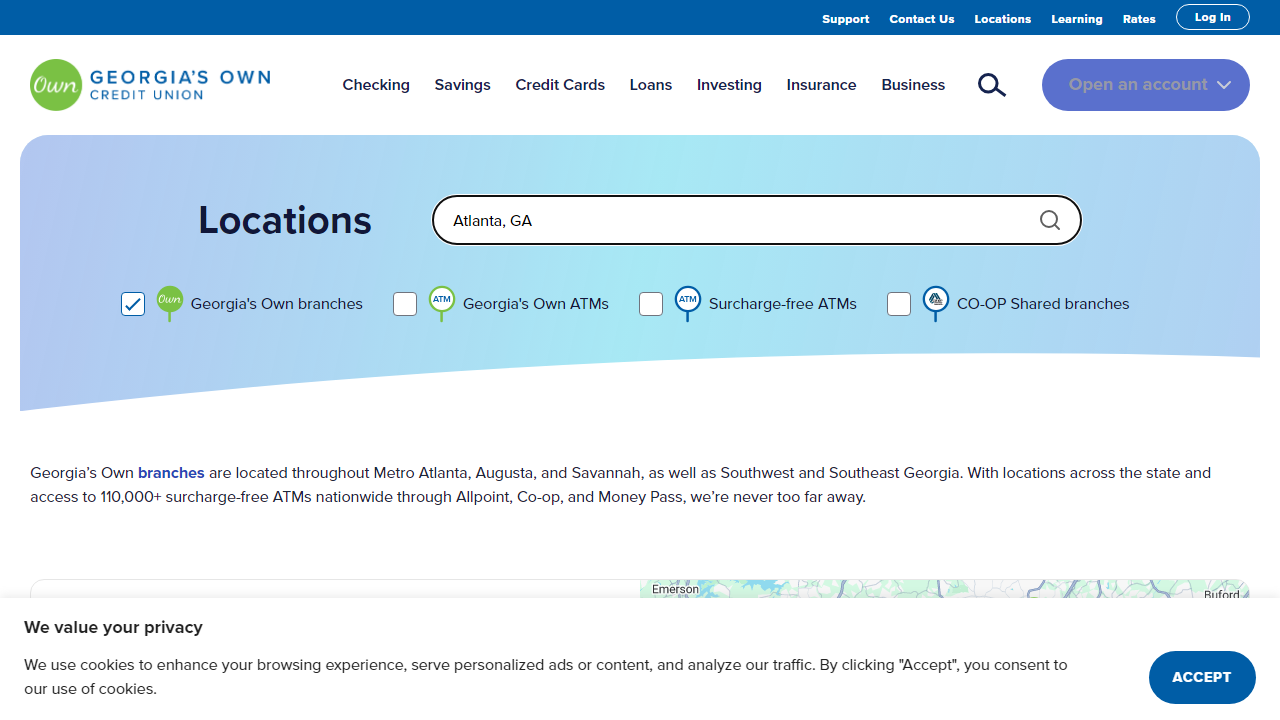 Support Contact Us Locations Learning Rates Log In
Own GEORGIA'S OWN
CREDIT UNION
Checking Savings Credit Cards Loans Investing Insurance Business Open an account
Locations Atlanta, GA
Own Georgia's Own branches ATM Georgia's Own ATMs ATM Surcharge-free ATMs CO-OP Shared branches
Georgia’s Own branches are located throughout Metro Atlanta, Augusta, and Savannah, as well as Southwest and Southeast Georgia. With locations across the state and
access to 110,000+ surcharge-free ATMs nationwide through Allpoint, Co-op, and Money Pass, we’re never too far away.
Emerson Buford
We value your privacy
We use cookies to enhance your browsing experience, serve personalized ads or content, and analyze our traffic. By clicking "Accept", you consent to
our use of cookies.
ACCEPT